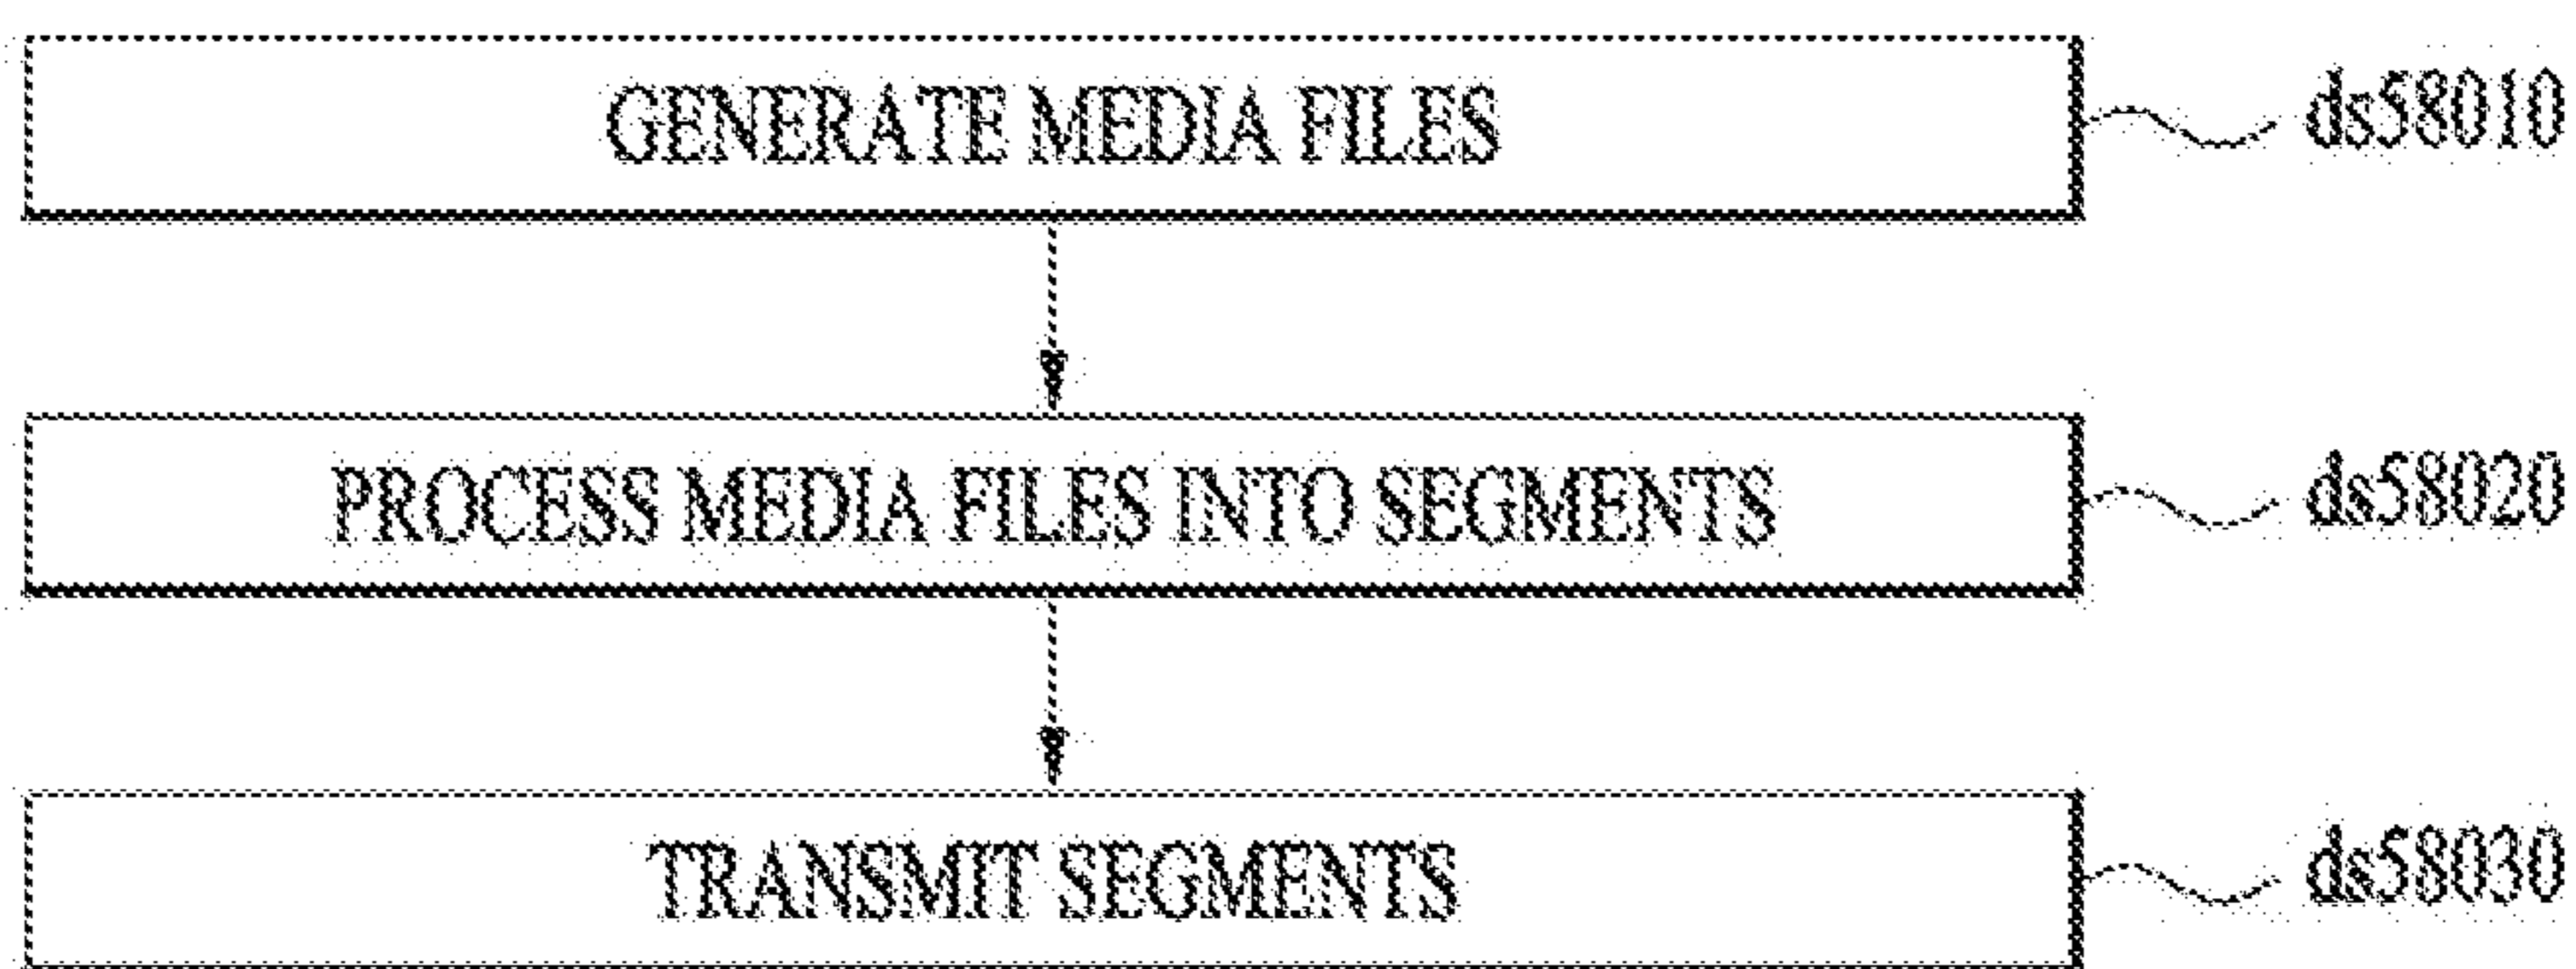 GENERATE MEDIA FILES ds58010
PROCESS MEDIA FILES INTO SEGMENTS ds58020
TRANSMIT SEGMENTS ds58030